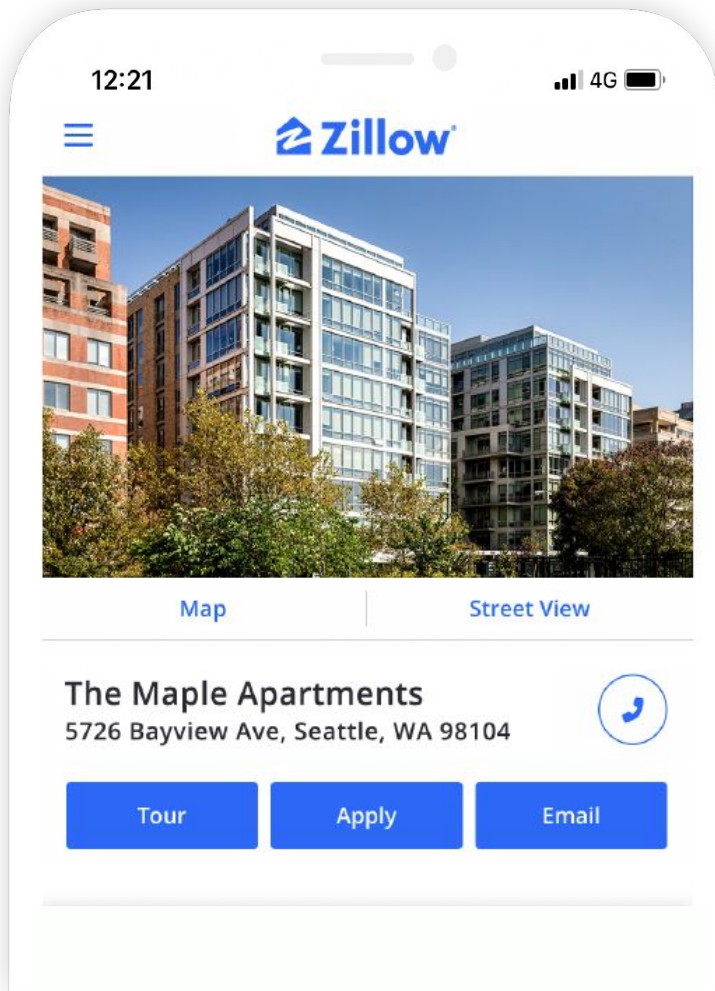 12:21 4G
Zillow®
Map Street View
The Maple Apartments
5726 Bayview Ave, Seattle, WA 98104
Tour Apply Email